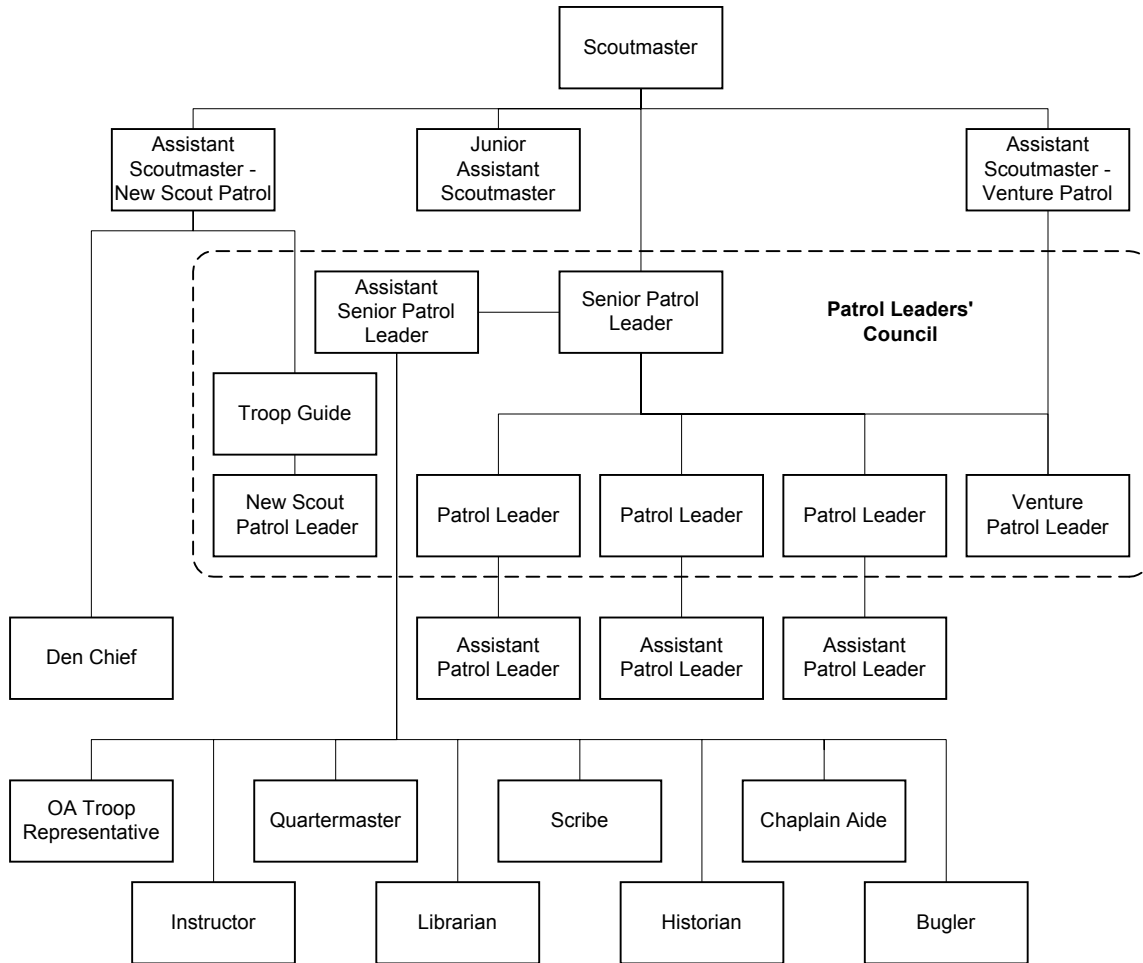 Scoutmaster
Assistant
Scoutmaster -
New Scout Patrol
Junior
Assistant
Scoutmaster
Assistant
Scoutmaster -
Venture Patrol
Assistant
Senior Patrol
Leader
Senior Patrol
Leader
Patrol Leaders'
Council
Troop Guide
New Scout
Patrol Leader
Patrol Leader
Patrol Leader
Patrol Leader
Venture
Patrol Leader
Den Chief
Assistant
Patrol Leader
Assistant
Patrol Leader
Assistant
Patrol Leader
OA Troop
Representative
Quartermaster
Scribe
Chaplain Aide
Instructor
Librarian
Historian
Bugler